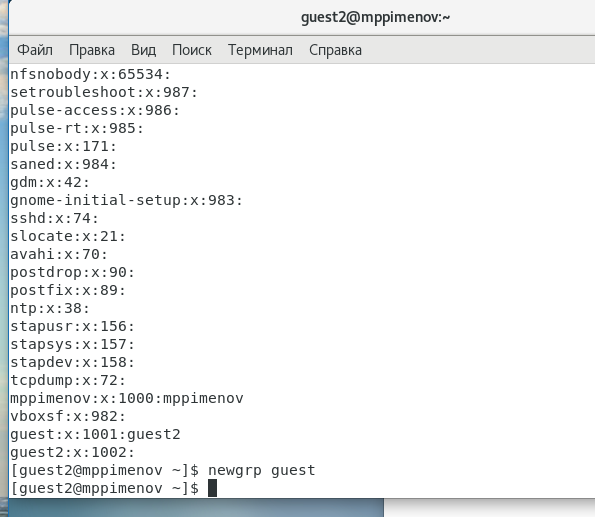 guest2@mppimenov:~
Файл Правка Вид Поиск Терминал Справка
nfsnobody:x:65534:
setroubleshoot:x:987:
pulse-access:x:986:
pulse-rt:x:985:
pulse:x:171:
saned:x:984:
gdm:x:42:
gnome-initial-setup:x:983:
sshd:x:74:
slocate:x:21:
avahi:x:70:
postdrop:x:90:
postfix:x:89:
ntp:x:38:
stapusr:x:156:
stapsys:x:157:
stapdev:x:158:
tcpdump:x:72:
mppimenov:x:1000:mppimenov
vboxsf:x:982:
guest:x:1001:guest2
guest2:x:1002:
[guest2@mppimenov ~]$ newgrp guest
[guest2@mppimenov ~]$